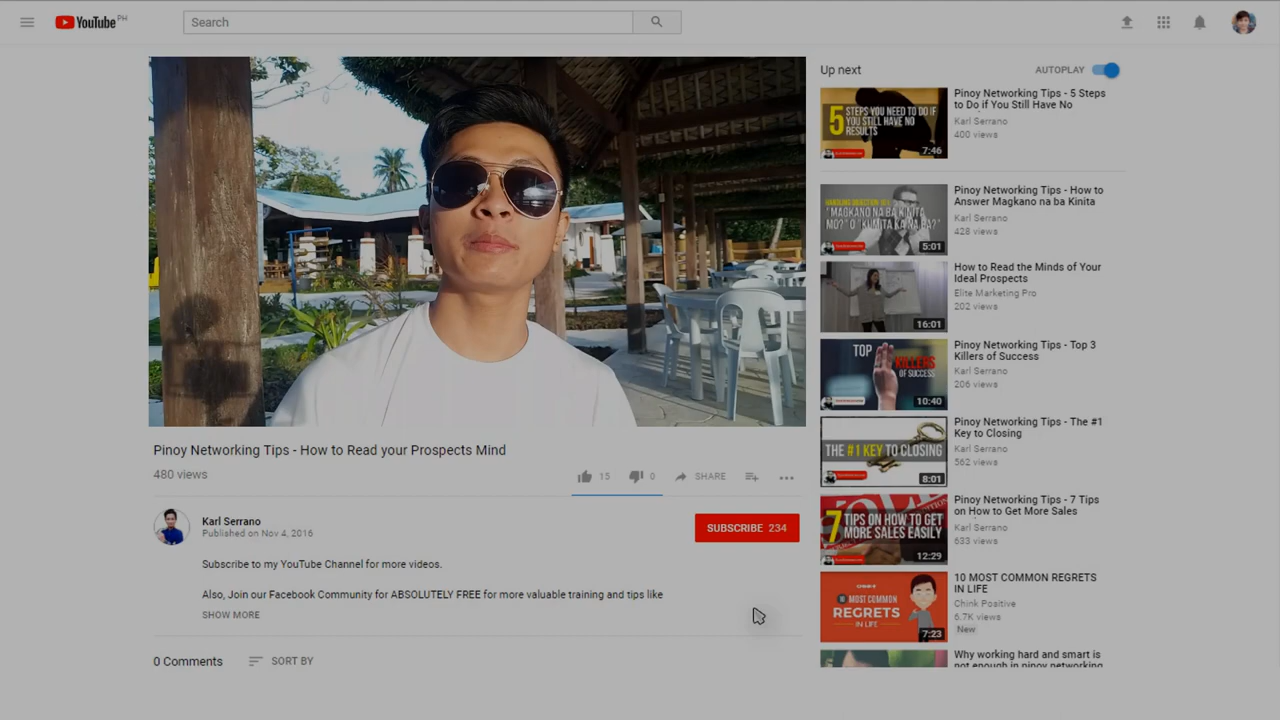 YouTube PH
Search
Up next
AUTOPLAY
5 STEPS YOU NEED TO DO IF YOU STILL HAVE NO RESULTS
7:46
Pinoy Networking Tips - 5 Steps
to Do if You Still Have No
Karl Serrano
400 views
"MAGKANO NA BA KINITA
MO?" O "KUMITA KA NA BA?"
5:01
Pinoy Networking Tips - How to
Answer Magkano na ba Kinita
Karl Serrano
428 views
16:01
How to Read the Minds of Your
Ideal Prospects
Elite Marketing Pro
202 views
TOP
KILLERS
OF SUCCESS
10:40
Pinoy Networking Tips - Top 3
Killers of Success
Karl Serrano
206 views
THE #1 KEY TO CLOSING
8:01
Pinoy Networking Tips - The #1
Key to Closing
Karl Serrano
562 views
7 TIPS ON HOW TO GET
MORE SALES EASILY
12:29
Pinoy Networking Tips - 7 Tips
on How to Get More Sales
Karl Serrano
633 views
10 MOST COMMON
REGRETS
IN LIFE
7:23
10 MOST COMMON REGRETS
IN LIFE
Chink Positive
6.7K views
New
Why working hard and smart is
not enough in pinoy networking
Pinoy Networking Tips - How to Read your Prospects Mind
480 views
15
0
SHARE
Karl Serrano
Published on Nov 4, 2016
SUBSCRIBE 234
Subscribe to my YouTube Channel for more videos.
Also, Join our Facebook Community for ABSOLUTELY FREE for more valuable training and tips like
SHOW MORE
0 Comments
SORT BY